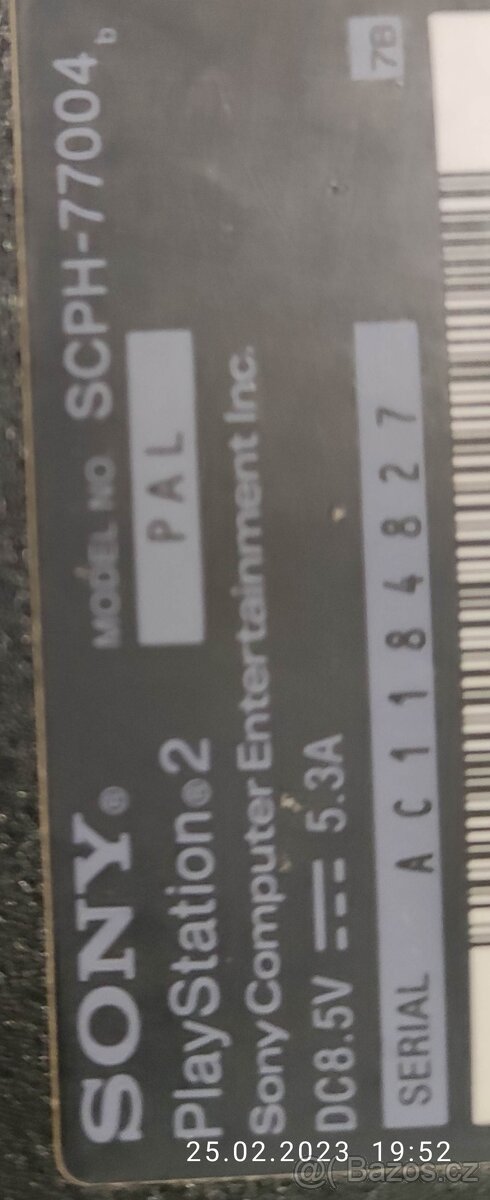 SONY® MODEL NO. SCPH-77004 b
PlayStation®2 PAL
Sony Computer Entertainment Inc.
DC8.5V 5.3A 7B
SERIAL AC1184827
25.02.2023 19:52
@( Bazoš.cz